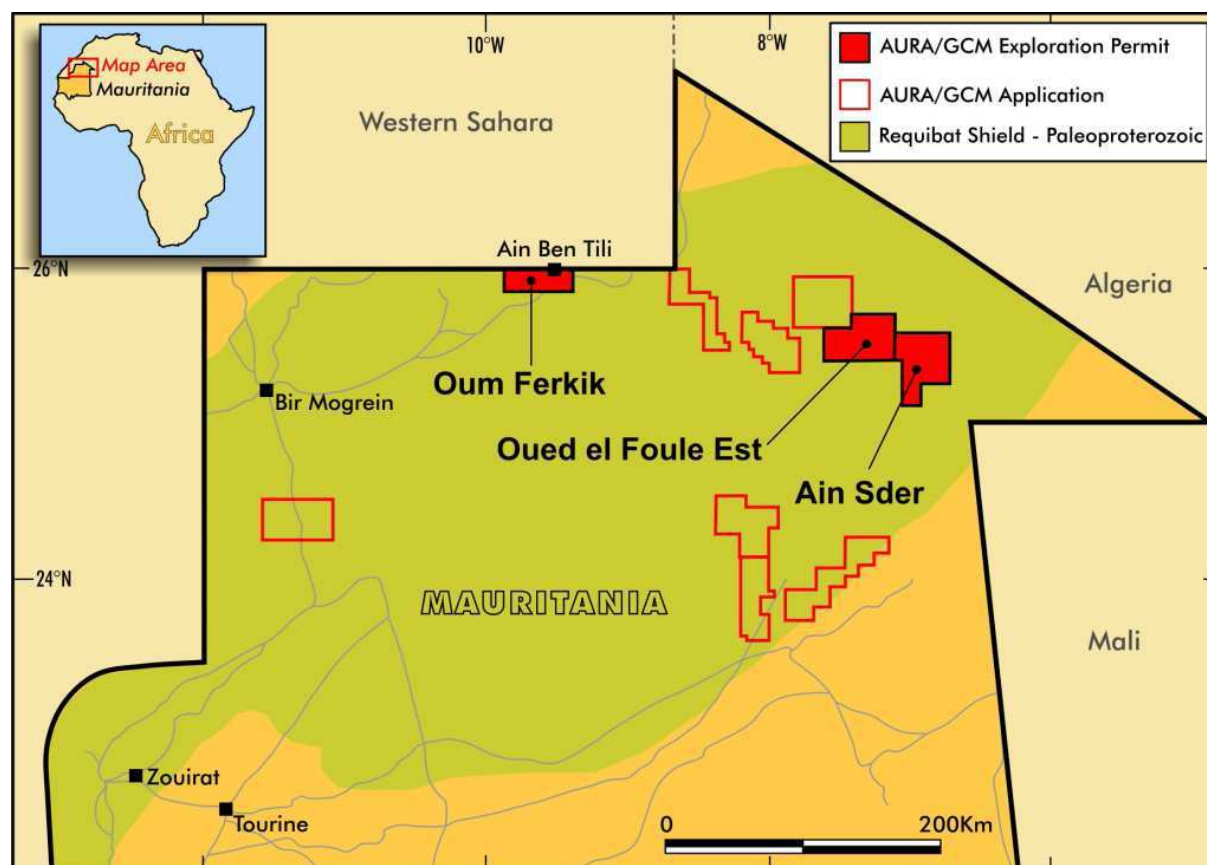 10°W
8°W
Map Area
Mauritania
Africa
AURA/GCM Exploration Permit
AURA/GCM Application
Requibat Shield - Paleoproterozoic
Western Sahara
Ain Ben Tili
26°N
Algeria
Oum Ferkik
Bir Mogrein
Oued el Foule Est
Ain Sder
24°N
MAURITANIA
Mali
Zouirat
Tourine
0
200Km